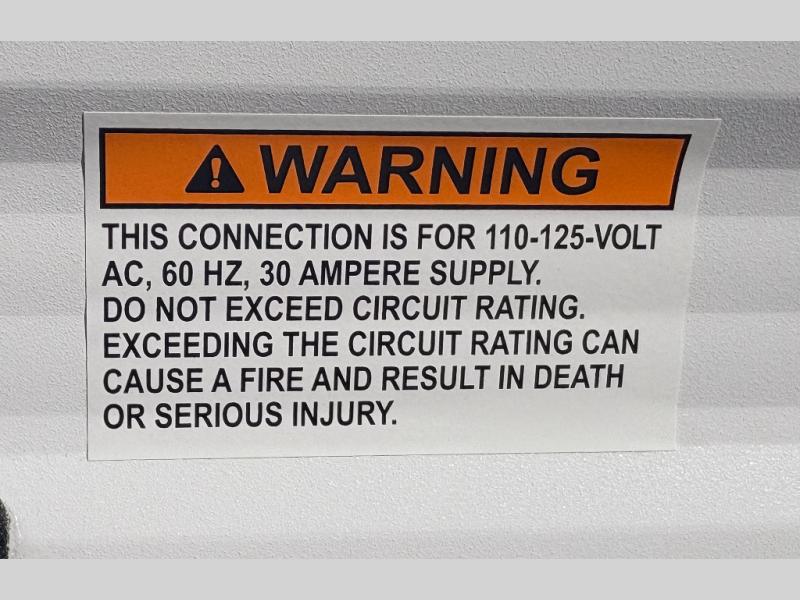 WARNING
THIS CONNECTION IS FOR 110-125-VOLT
AC, 60 HZ, 30 AMPERE SUPPLY.
DO NOT EXCEED CIRCUIT RATING.
EXCEEDING THE CIRCUIT RATING CAN
CAUSE A FIRE AND RESULT IN DEATH
OR SERIOUS INJURY.